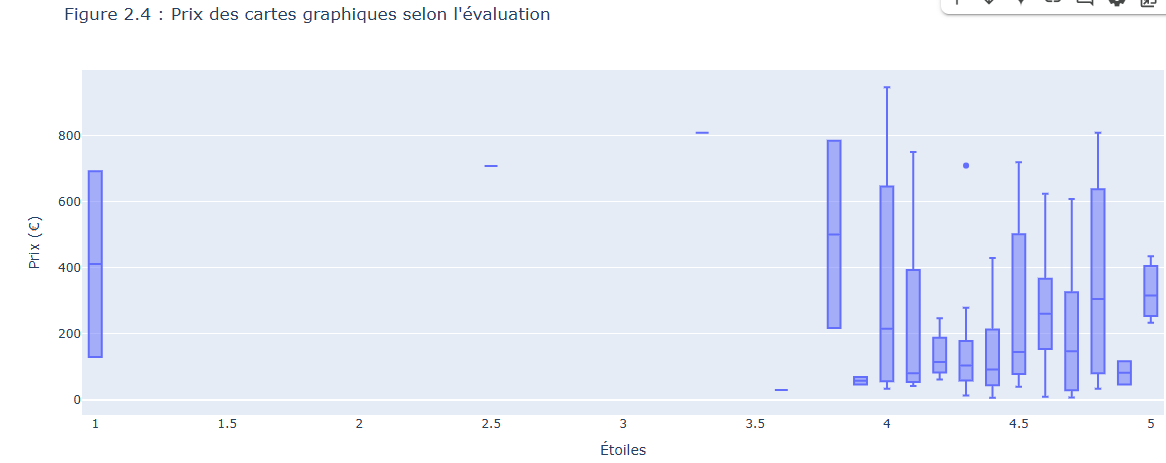 Figure 2.4 : Prix des cartes graphiques selon l'évaluation
800
600
400
200
0
Prix (€)
1 1.5 2 2.5 3 3.5 4 4.5 5
Étoiles